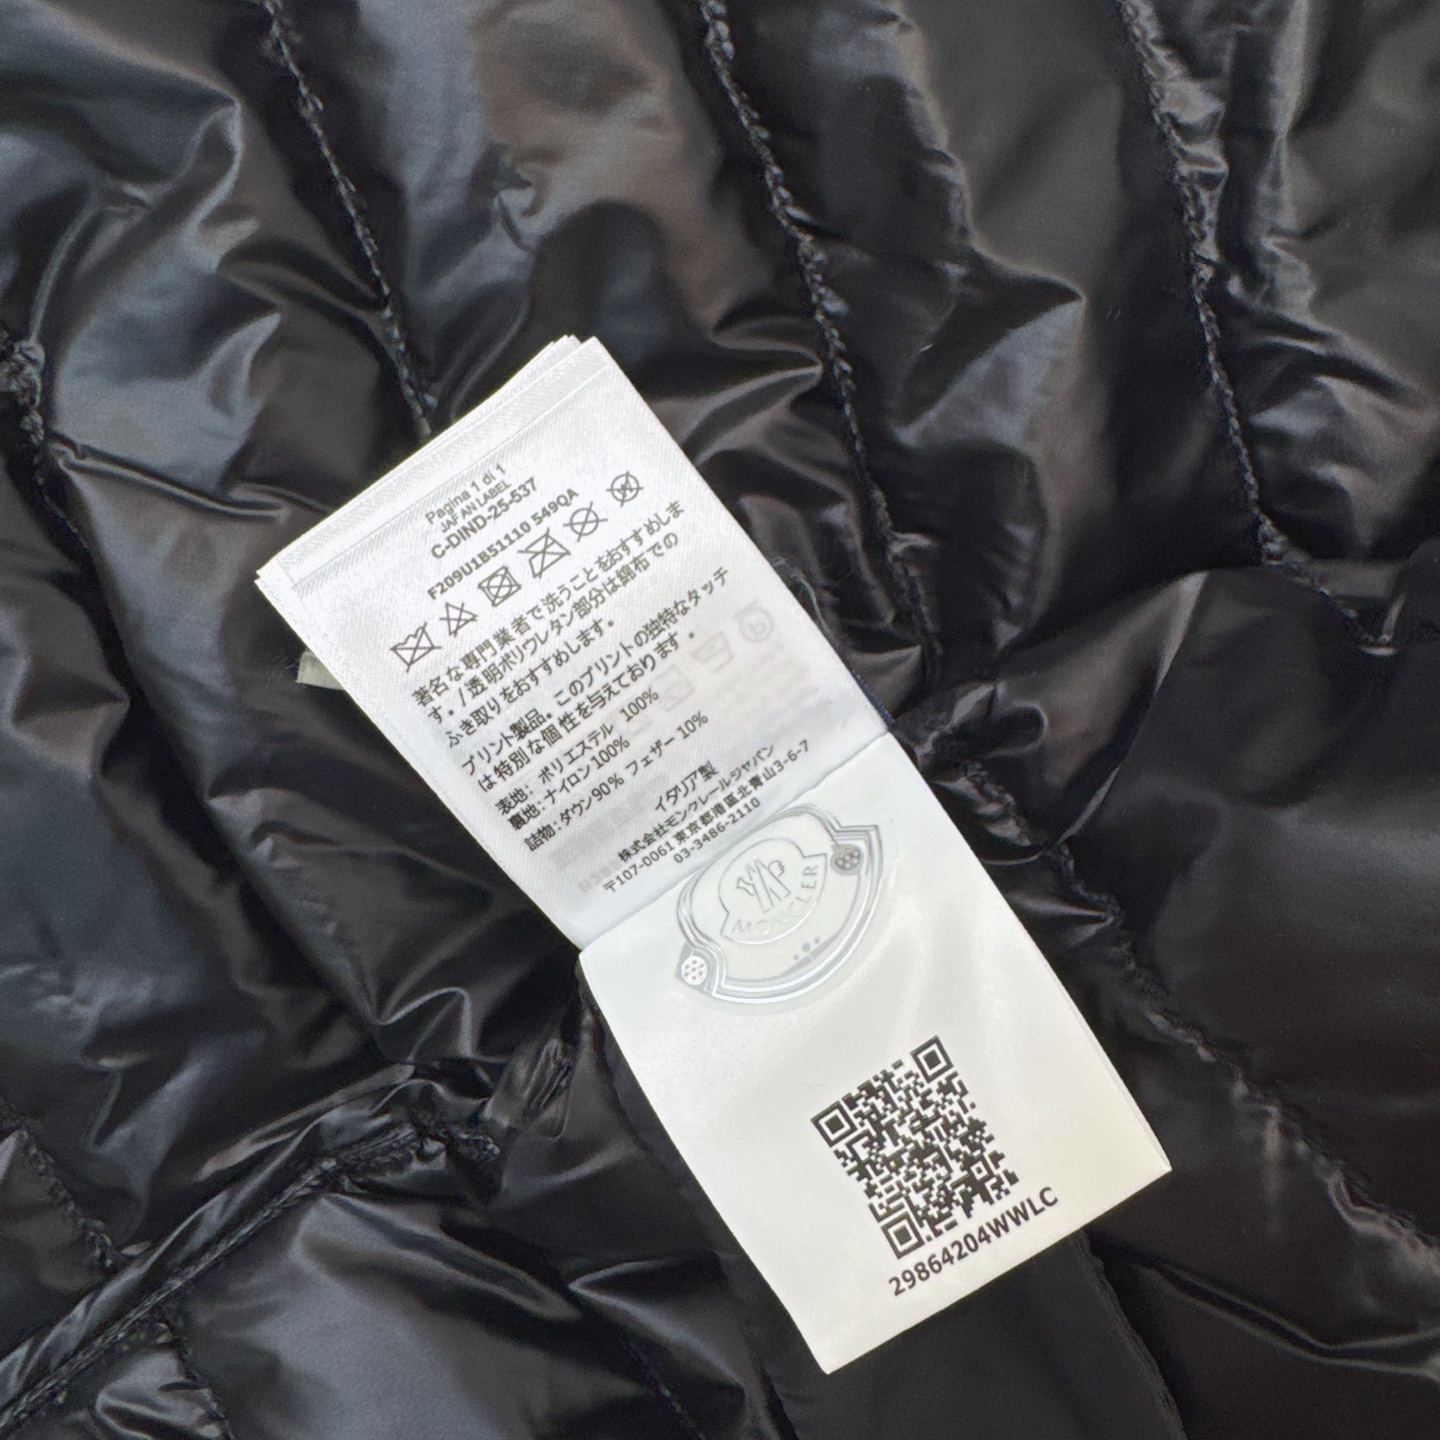 Pagina 1 di 1
JAPAN LABEL
C-DIND-25-537
F209U1B51110 549QA
著名な専門業者で洗うことをおすすめしま
す。/透明ポリウレタン部分は綿布での
ふき取りをおすすめします。
プリント製品。このプリントの独特なタッチ
は特別な個性を与えております。
表地: ポリエステル 100%
裏地: ナイロン100%
詰物: ダウン90% フェザー 10%
イタリア製
株式会社モンクレールジャパン
〒107-0061 東京都港区北青山3-6-7
03-3486-2110
MONCLER
29864204WWLC